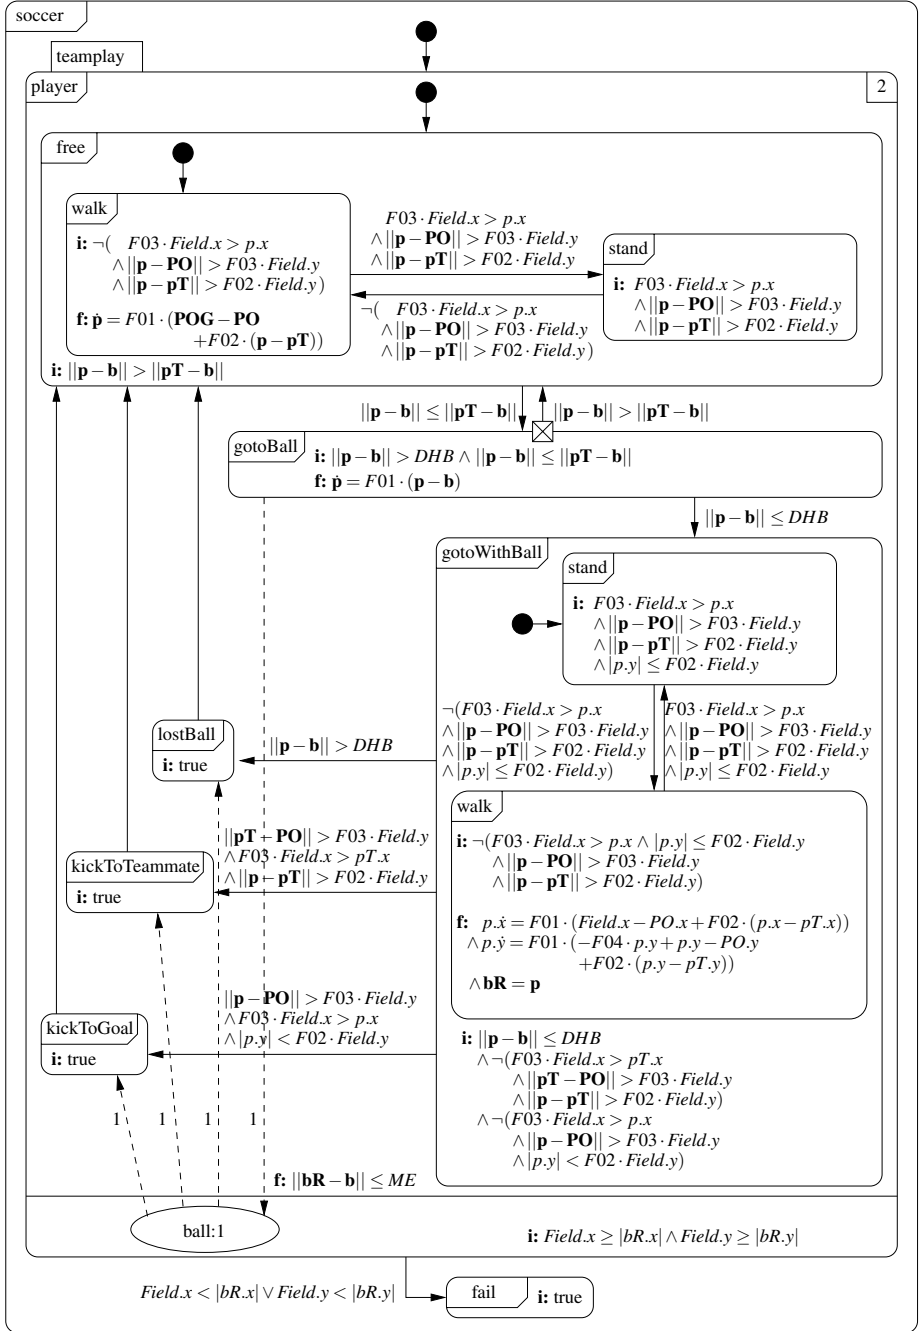 soccer
teamplay
player
2
free
walk
i: ¬( F03·Field.x > p.x
∧||p−PO|| > F03·Field.y
∧||p−pT|| > F02·Field.y)
f: ṗ = F01·(POG−PO
+F02·(p−pT))
F03·Field.x > p.x
∧||p−PO|| > F03·Field.y
∧||p−pT|| > F02·Field.y
¬( F03·Field.x > p.x
∧||p−PO|| > F03·Field.y
∧||p−pT|| > F02·Field.y)
stand
i: F03·Field.x > p.x
∧||p−PO|| > F03·Field.y
∧||p−pT|| > F02·Field.y
i: ||p−b|| > ||pT−b||
||p−b|| ≤ ||pT−b||
||p−b|| > ||pT−b||
gotoBall
i: ||p−b|| > DHB ∧ ||p−b|| ≤ ||pT−b||
f: ṗ = F01·(p−b)
||p−b|| ≤ DHB
gotoWithBall
stand
i: F03·Field.x > p.x
∧||p−PO|| > F03·Field.y
∧||p−pT|| > F02·Field.y
∧|p.y| ≤ F02·Field.y
¬(F03·Field.x > p.x
∧||p−PO|| > F03·Field.y
∧||p−pT|| > F02·Field.y
∧|p.y| ≤ F02·Field.y)
F03·Field.x > p.x
∧||p−PO|| > F03·Field.y
∧||p−pT|| > F02·Field.y
∧|p.y| ≤ F02·Field.y
lostBall
i: true
||p−b|| > DHB
walk
i: ¬(F03·Field.x > p.x ∧ |p.y| ≤ F02·Field.y
∧||p−PO|| > F03·Field.y
∧||p−pT|| > F02·Field.y)
f: p.ẋ = F01·(Field.x−PO.x+F02·(p.x−pT.x))
∧ p.ẏ = F01·(−F04·p.y+p.y−PO.y
+F02·(p.y−pT.y))
∧bR = p
||pT−PO|| > F03·Field.y
∧F03·Field.x > pT.x
∧||p−pT|| > F02·Field.y
kickToTeammate
i: true
||p−PO|| > F03·Field.y
∧F03·Field.x > p.x
∧|p.y| < F02·Field.y
kickToGoal
i: true
i: ||p−b|| ≤ DHB
∧¬(F03·Field.x > pT.x
∧||pT−PO|| > F03·Field.y
∧||p−pT|| > F02·Field.y)
∧¬(F03·Field.x > p.x
∧||p−PO|| > F03·Field.y
∧|p.y| < F02·Field.y)
1 1 1 1
f: ||bR−b|| ≤ ME
ball:1
i: Field.x ≥ |bR.x| ∧ Field.y ≥ |bR.y|
Field.x < |bR.x| ∨ Field.y < |bR.y|
fail
i: true